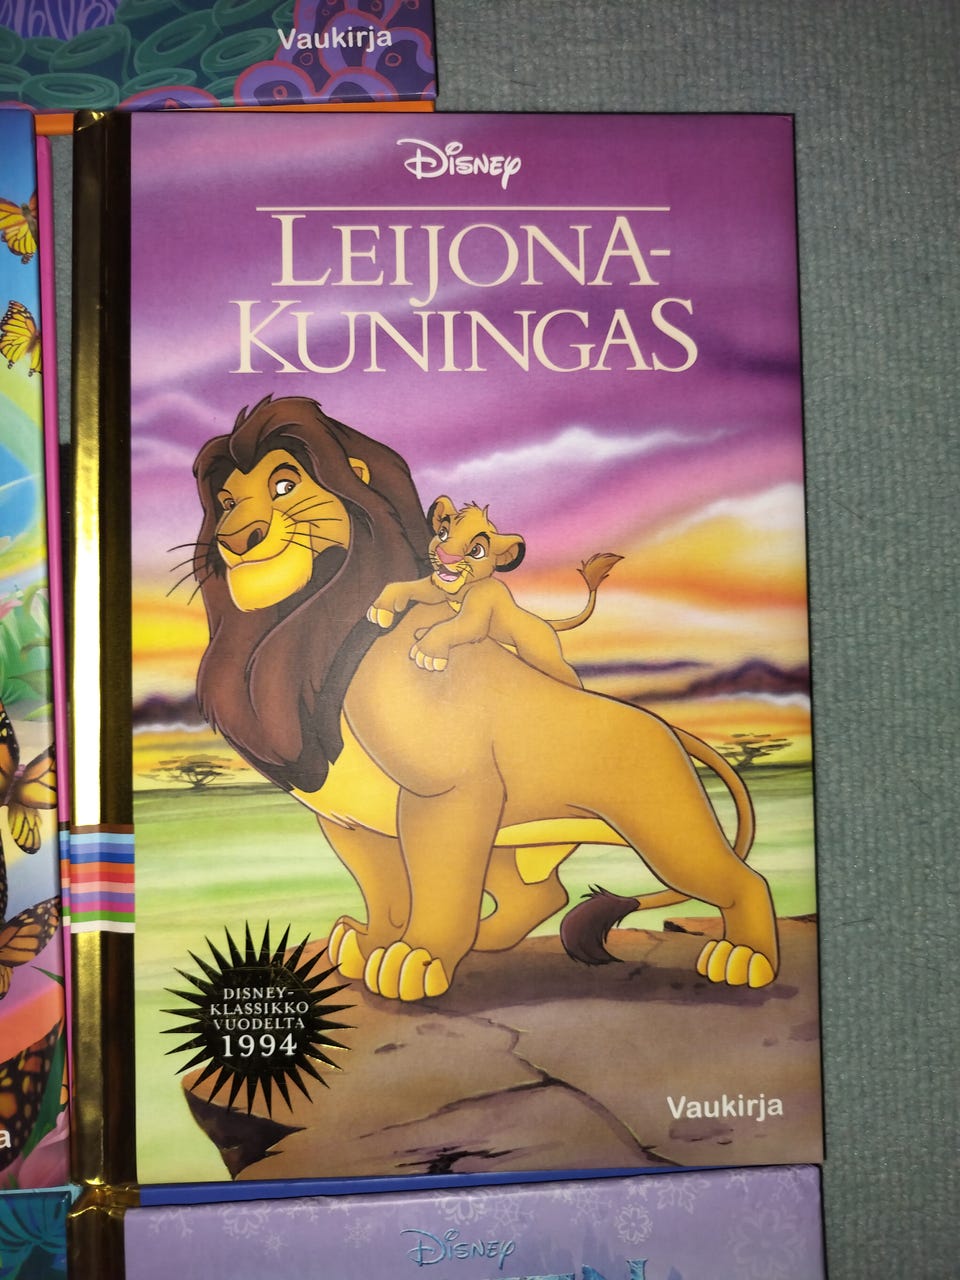 Vaukirja
Disney
LEIJONA-
KUNINGAS
DISNEY-
KLASSIKKO
VUODELTA
1994
Vaukirja
Disney